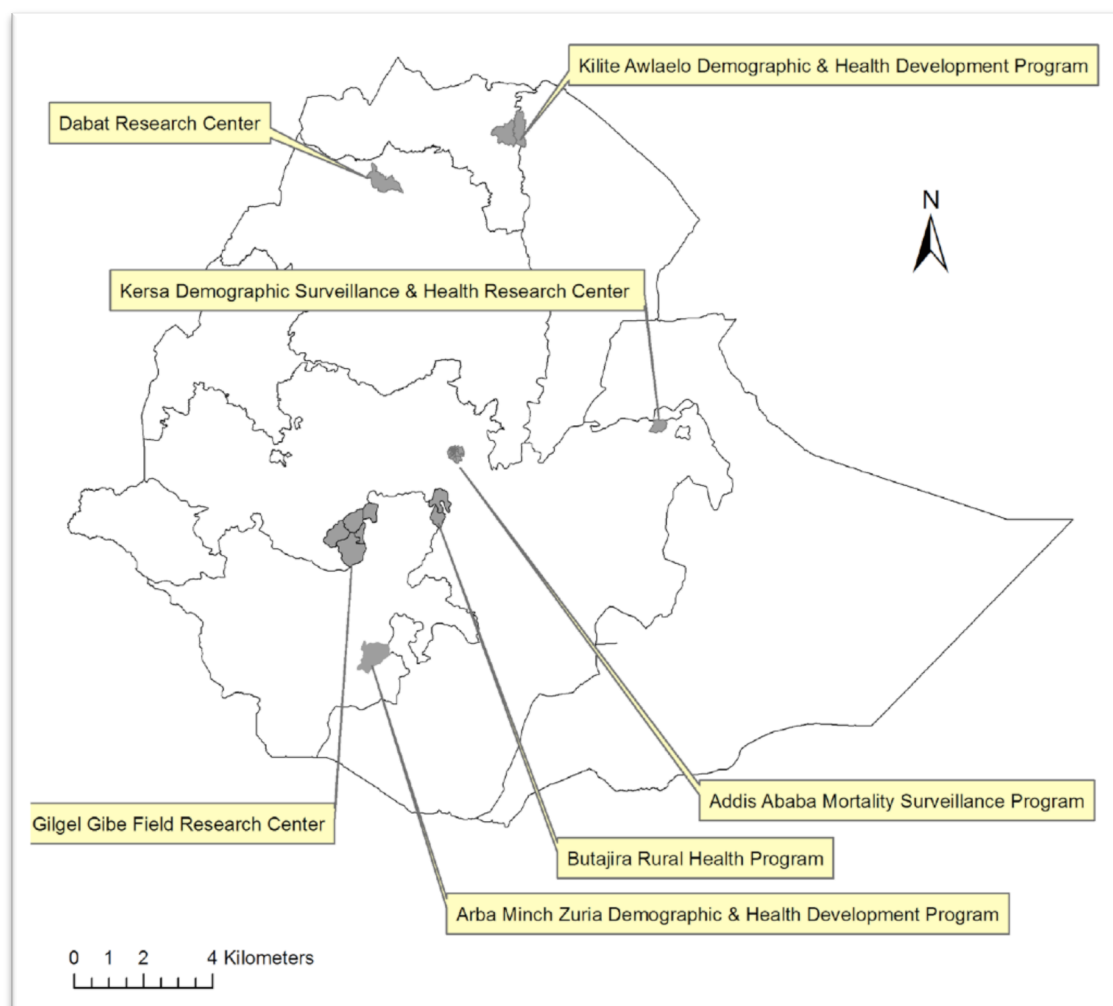 Kilite Awlaelo Demographic & Health Development Program
Dabat Research Center
N
Kersa Demographic Surveillance & Health Research Center
Addis Ababa Mortality Surveillance Program
Gilgel Gibe Field Research Center
Butajira Rural Health Program
Arba Minch Zuria Demographic & Health Development Program
0 1 2 4 Kilometers